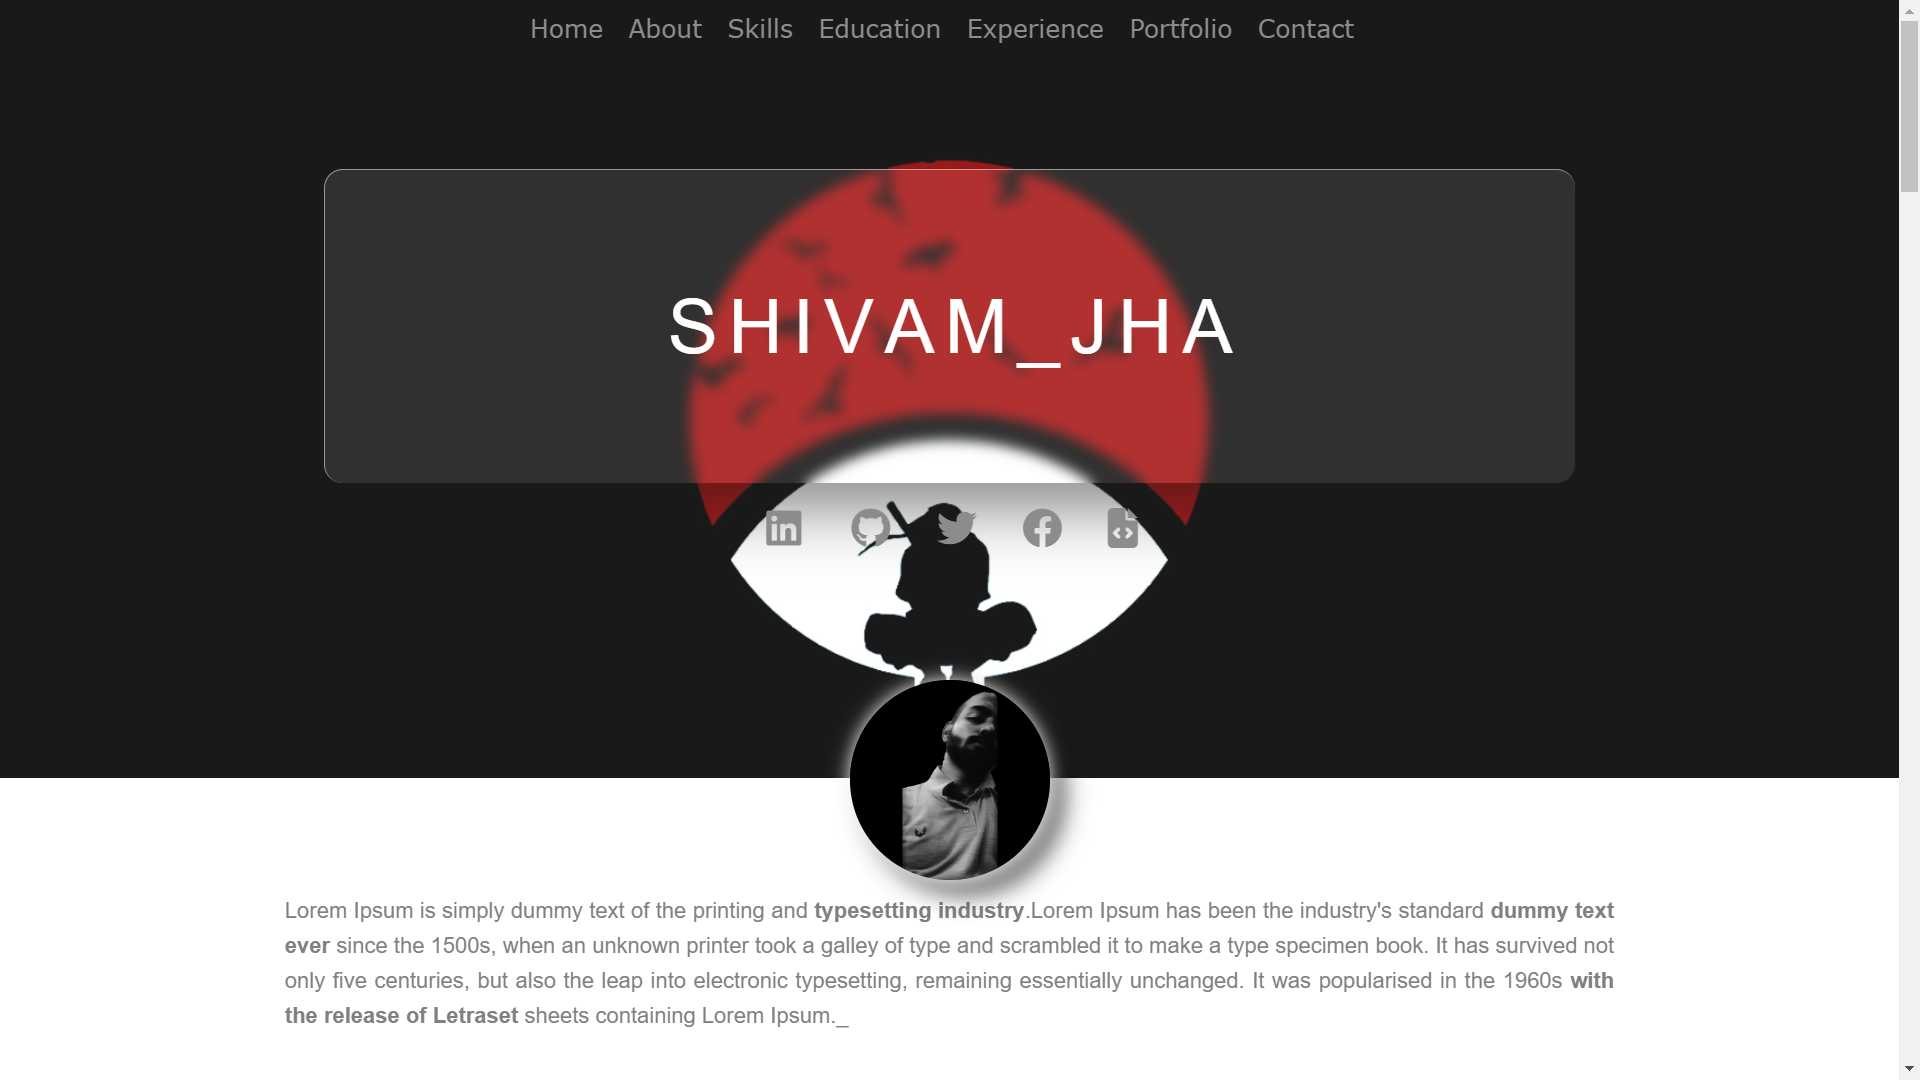 Home About Skills Education Experience Portfolio Contact
SHIVAM_JHA
in
Lorem Ipsum is simply dummy text of the printing and typesetting industry.Lorem Ipsum has been the industry's standard dummy text
ever since the 1500s, when an unknown printer took a galley of type and scrambled it to make a type specimen book. It has survived not
only five centuries, but also the leap into electronic typesetting, remaining essentially unchanged. It was popularised in the 1960s with
the release of Letraset sheets containing Lorem Ipsum._